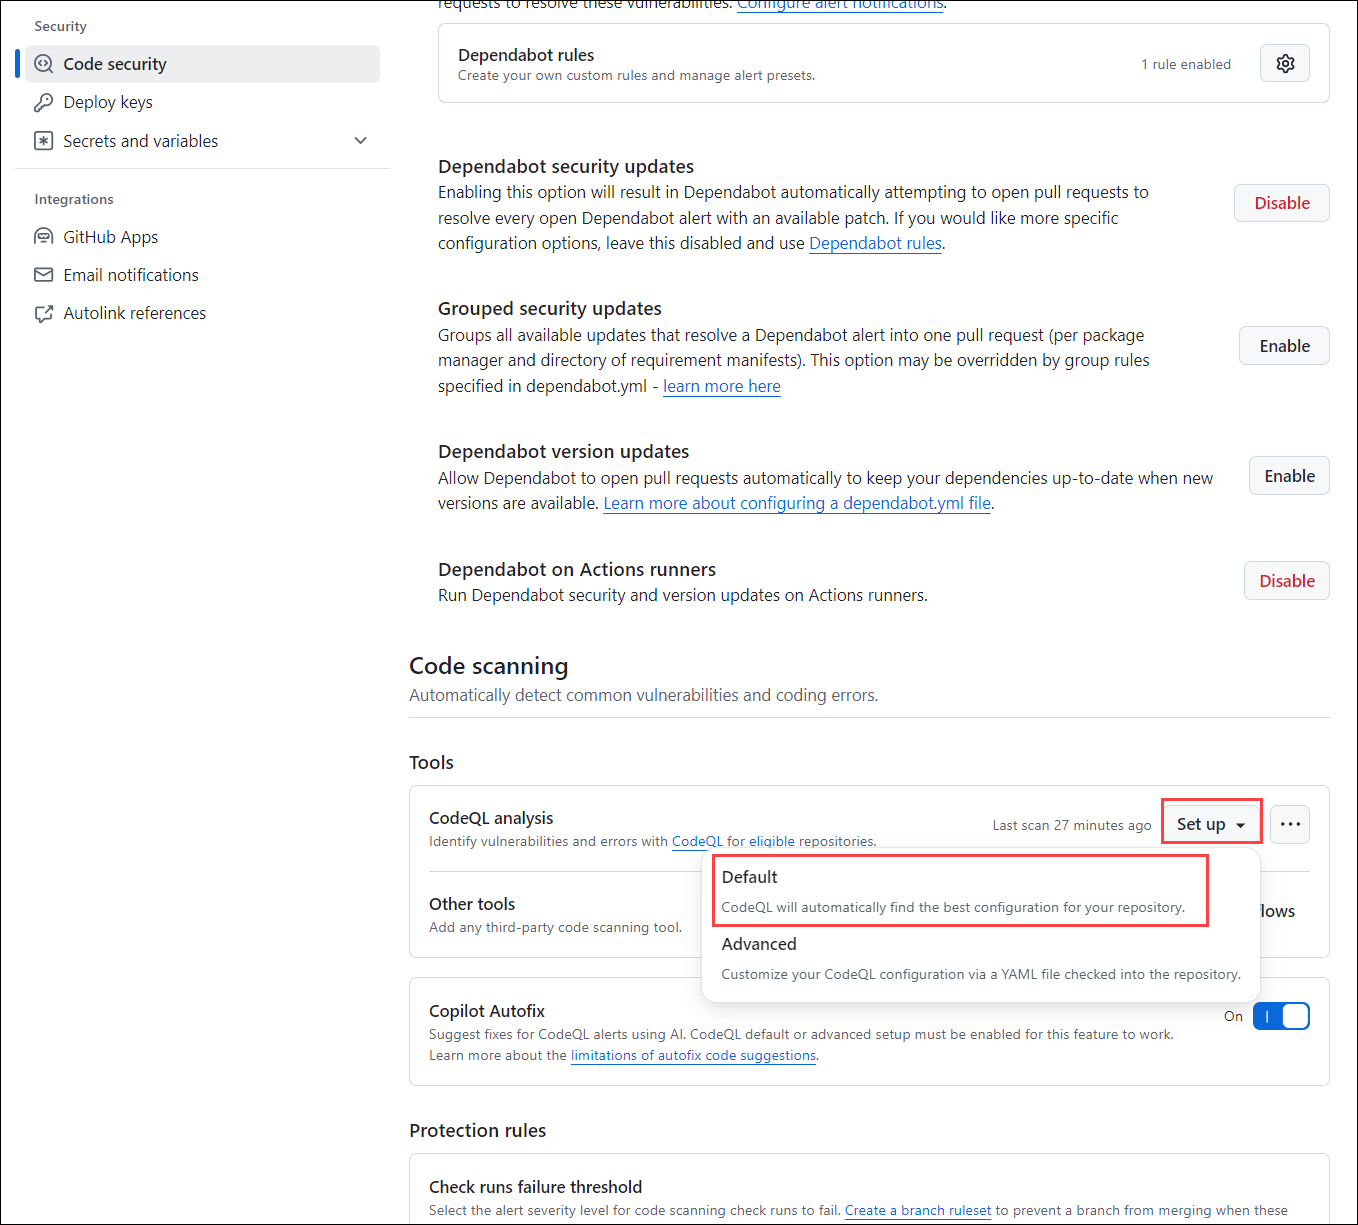 Security
Code security
Deploy keys
Secrets and variables
Integrations
GitHub Apps
Email notifications
Autolink references
requests to resolve these vulnerabilities. Configure alert notifications.
Dependabot rules
Create your own custom rules and manage alert presets.
1 rule enabled
Dependabot security updates
Enabling this option will result in Dependabot automatically attempting to open pull requests to
resolve every open Dependabot alert with an available patch. If you would like more specific
configuration options, leave this disabled and use Dependabot rules.
Disable
Grouped security updates
Groups all available updates that resolve a Dependabot alert into one pull request (per package
manager and directory of requirement manifests). This option may be overridden by group rules
specified in dependabot.yml - learn more here
Enable
Dependabot version updates
Allow Dependabot to open pull requests automatically to keep your dependencies up-to-date when new
versions are available. Learn more about configuring a dependabot.yml file.
Enable
Dependabot on Actions runners
Run Dependabot security and version updates on Actions runners.
Disable
Code scanning
Automatically detect common vulnerabilities and coding errors.
Tools
CodeQL analysis
Identify vulnerabilities and errors with CodeQL for eligible repositories.
Last scan 27 minutes ago
Set up
Default
CodeQL will automatically find the best configuration for your repository.
Advanced
Customize your CodeQL configuration via a YAML file checked into the repository.
Other tools
Add any third-party code scanning tool.
Copilot Autofix
Suggest fixes for CodeQL alerts using AI. CodeQL default or advanced setup must be enabled for this feature to work.
Learn more about the limitations of autofix code suggestions.
On
Protection rules
Check runs failure threshold
Select the alert severity level for code scanning check runs to fail. Create a branch ruleset to prevent a branch from merging when these